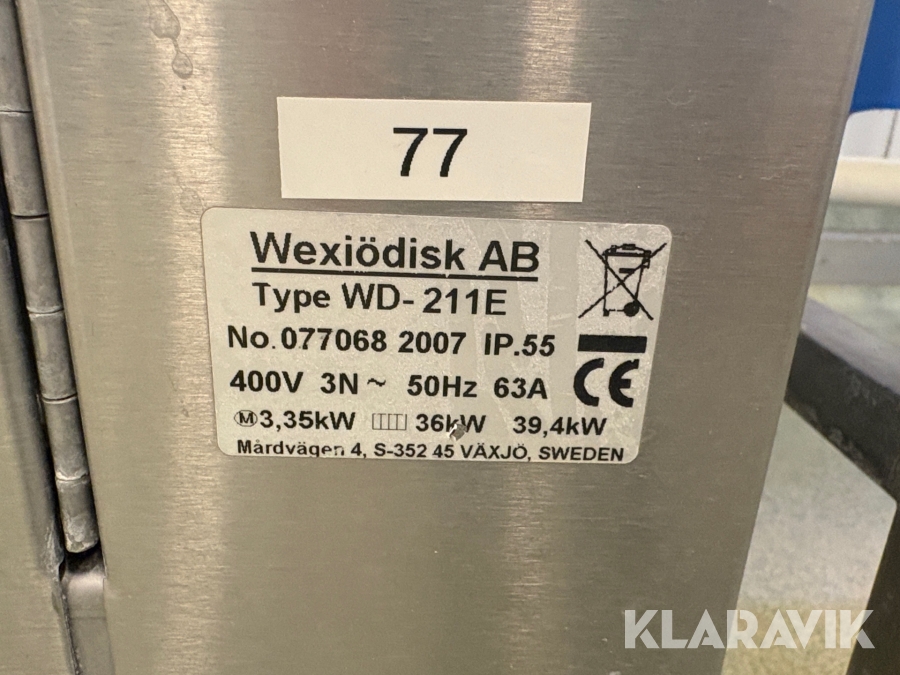 77
Wexiödisk AB
Type WD-211E
No.077068 2007 IP.55
400V 3N~ 50Hz 63A CE
M 3,35kW 36kW 39,4kW
Mårdvägen 4, S-352 45 VÄXJÖ, SWEDEN
KLARAVIK